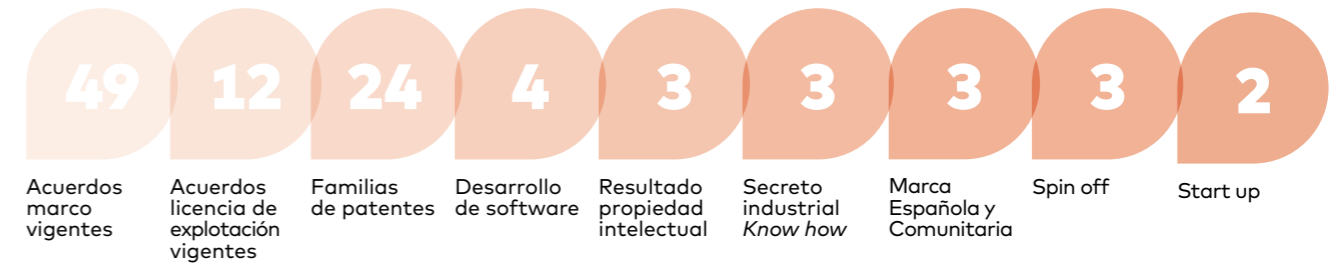 49
Acuerdos
marco
vigentes
12
Acuerdos
licencia de
explotación
vigentes
24
Familias
de patentes
4
Desarrollo
de software
3
Resultado
propiedad
intelectual
3
Secreto
industrial
Know how
3
Marca
Española y
Comunitaria
3
Spin off
2
Start up